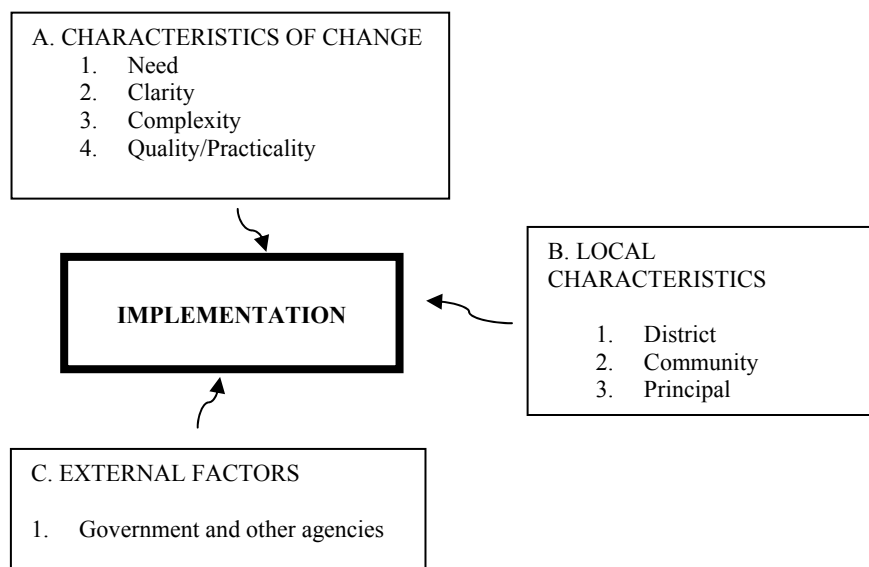 A. CHARACTERISTICS OF CHANGE
1. Need
2. Clarity
3. Complexity
4. Quality/Practicality
IMPLEMENTATION
B. LOCAL
CHARACTERISTICS
1. District
2. Community
3. Principal
C. EXTERNAL FACTORS
1. Government and other agencies